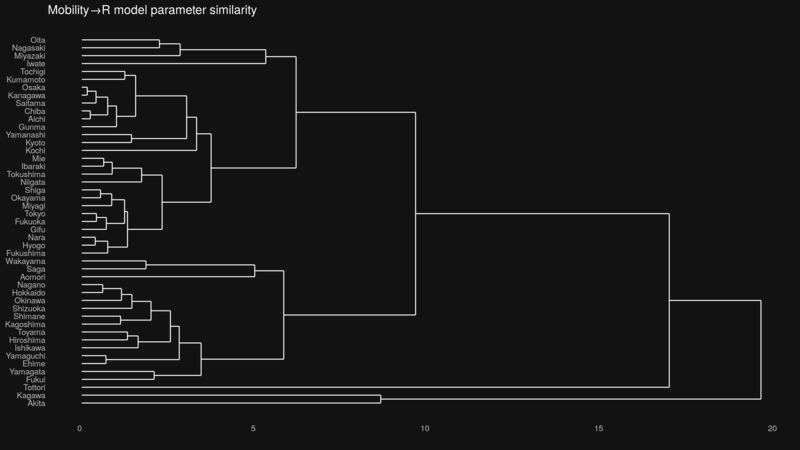 Mobility→R model parameter similarity
Oita
Nagasaki
Miyazaki
Iwate
Tochigi
Kumamoto
Osaka
Kanagawa
Saitama
Chiba
Aichi
Gunma
Yamanashi
Kyoto
Kochi
Mie
Ibaraki
Tokushima
Niigata
Shiga
Okayama
Miyagi
Tokyo
Fukuoka
Gifu
Nara
Hyogo
Fukushima
Wakayama
Saga
Aomori
Nagano
Hokkaido
Okinawa
Shizuoka
Shimane
Kagoshima
Toyama
Hiroshima
Ishikawa
Yamaguchi
Ehime
Yamagata
Fukui
Tottori
Kagawa
Akita
0 5 10 15 20